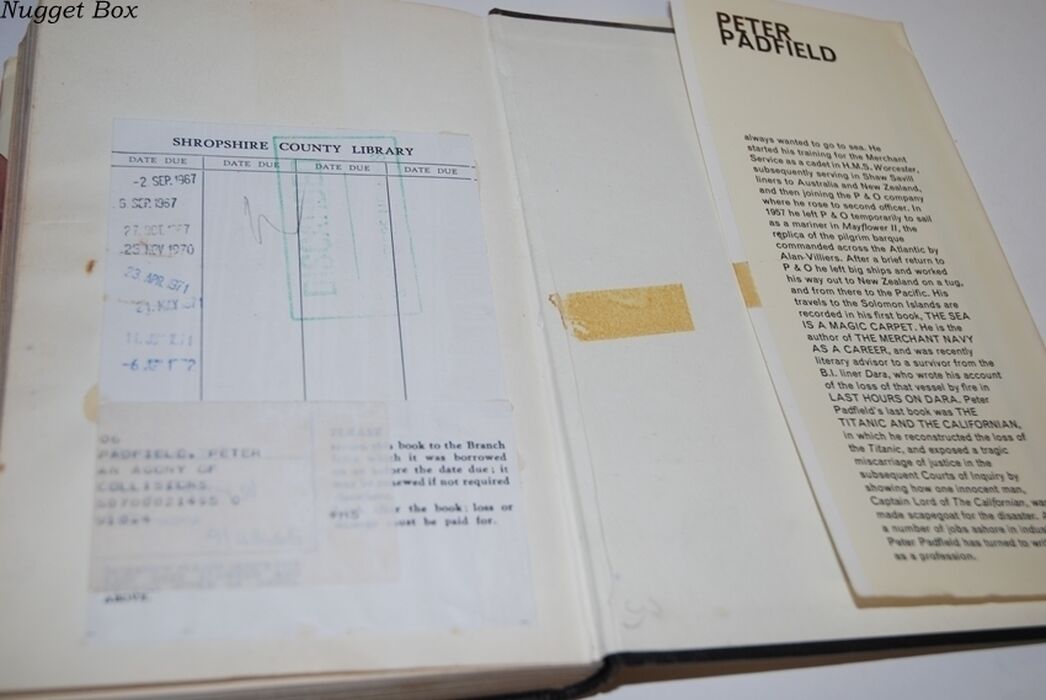 Nugget Box
SHROPSHIRE COUNTY LIBRARY
DATE DUE DATE DUE DATE DUE DATE DUE
-2. SEP. 1967
SEP. 1967
25 NOV 1970
23. APR 1971
06
PADFIELD, PETER
AN AGONY OF
COLLISIONS
PLEASE
book to the Branch
it was borrowed
the date due; it
if not required
the book; loss or
must be paid for.
ABOVE
PETER
PADFIELD
always wanted to go to sea. He
started his training for the Merchant
Service as a cadet in H.M.S. Worcester,
subsequently serving in Shaw Savill
liners to Australia and New Zealand,
and then joining the P & O company
where he rose to second officer. In
1957 he left P & O temporarily to sail
as a mariner in Mayflower II, the
replica of the pilgrim barque
commanded across the Atlantic by
Alan Villiers. After a brief return to
P & O he left big ships and worked
his way out to New Zealand on a tug,
and from there to the Pacific. His
travels to the Solomon Islands are
recorded in his first book, THE SEA
IS A MAGIC CARPET. He is the
author of THE MERCHANT NAVY
AS A CAREER, and was recently
literary advisor to a survivor from the
B.I. liner Dara, who wrote his account
of the loss of that vessel by fire in
LAST HOURS ON DARA. Peter
Padfield's last book was THE
TITANIC AND THE CALIFORNIAN,
in which he reconstructed the loss of
the Titanic, and exposed a tragic
miscarriage of justice in the
subsequent Courts of Inquiry by
showing how one innocent man,
Captain Lord of The Californian, was
made scapegoat for the disaster.
a number of jobs ashore in
Peter Padfield has turned to
as a profession.